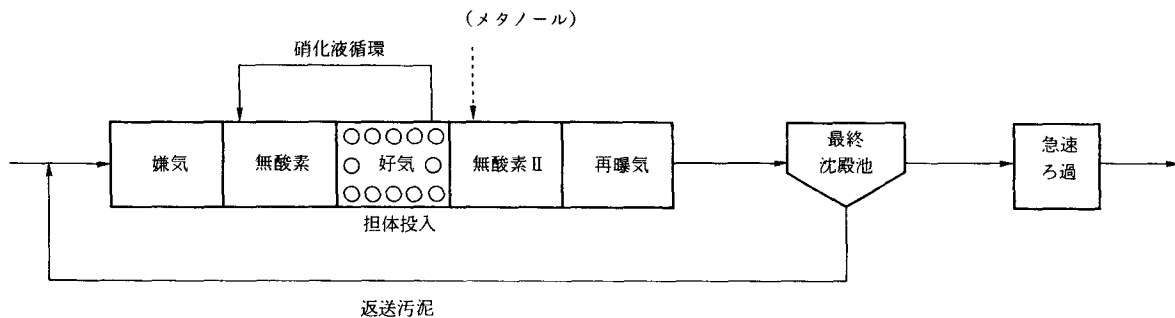 (メタノール)
硝化液循環
嫌気
無酸素
好気
無酸素Ⅱ
再曝気
最終
沈殿池
急速
ろ過
担体投入
返送汚泥